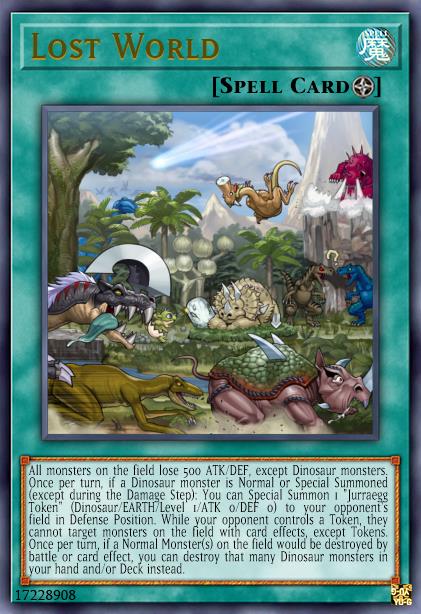 Lost World
SPELL
魔
[Spell Card]
?
All monsters on the field lose 500 ATK/DEF, except Dinosaur monsters.
Once per turn, if a Dinosaur monster is Normal or Special Summoned
(except during the Damage Step): You can Special Summon 1 "Jurraegg
Token" (Dinosaur/EARTH/Level 1/ATK 0/DEF 0) to your opponent's
field in Defense Position. While your opponent controls a Token, they
cannot target monsters on the field with card effects, except Tokens.
Once per turn, if a Normal Monster(s) on the field would be destroyed by
battle or card effect, you can destroy that many Dinosaur monsters in
your hand and/or Deck instead.
17228908